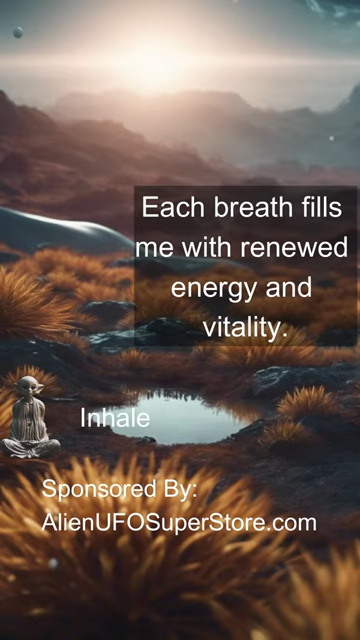 Each breath fills
me with renewed
energy and
vitality.
Inhale
Sponsored By:
AlienUFOSuperStore.com